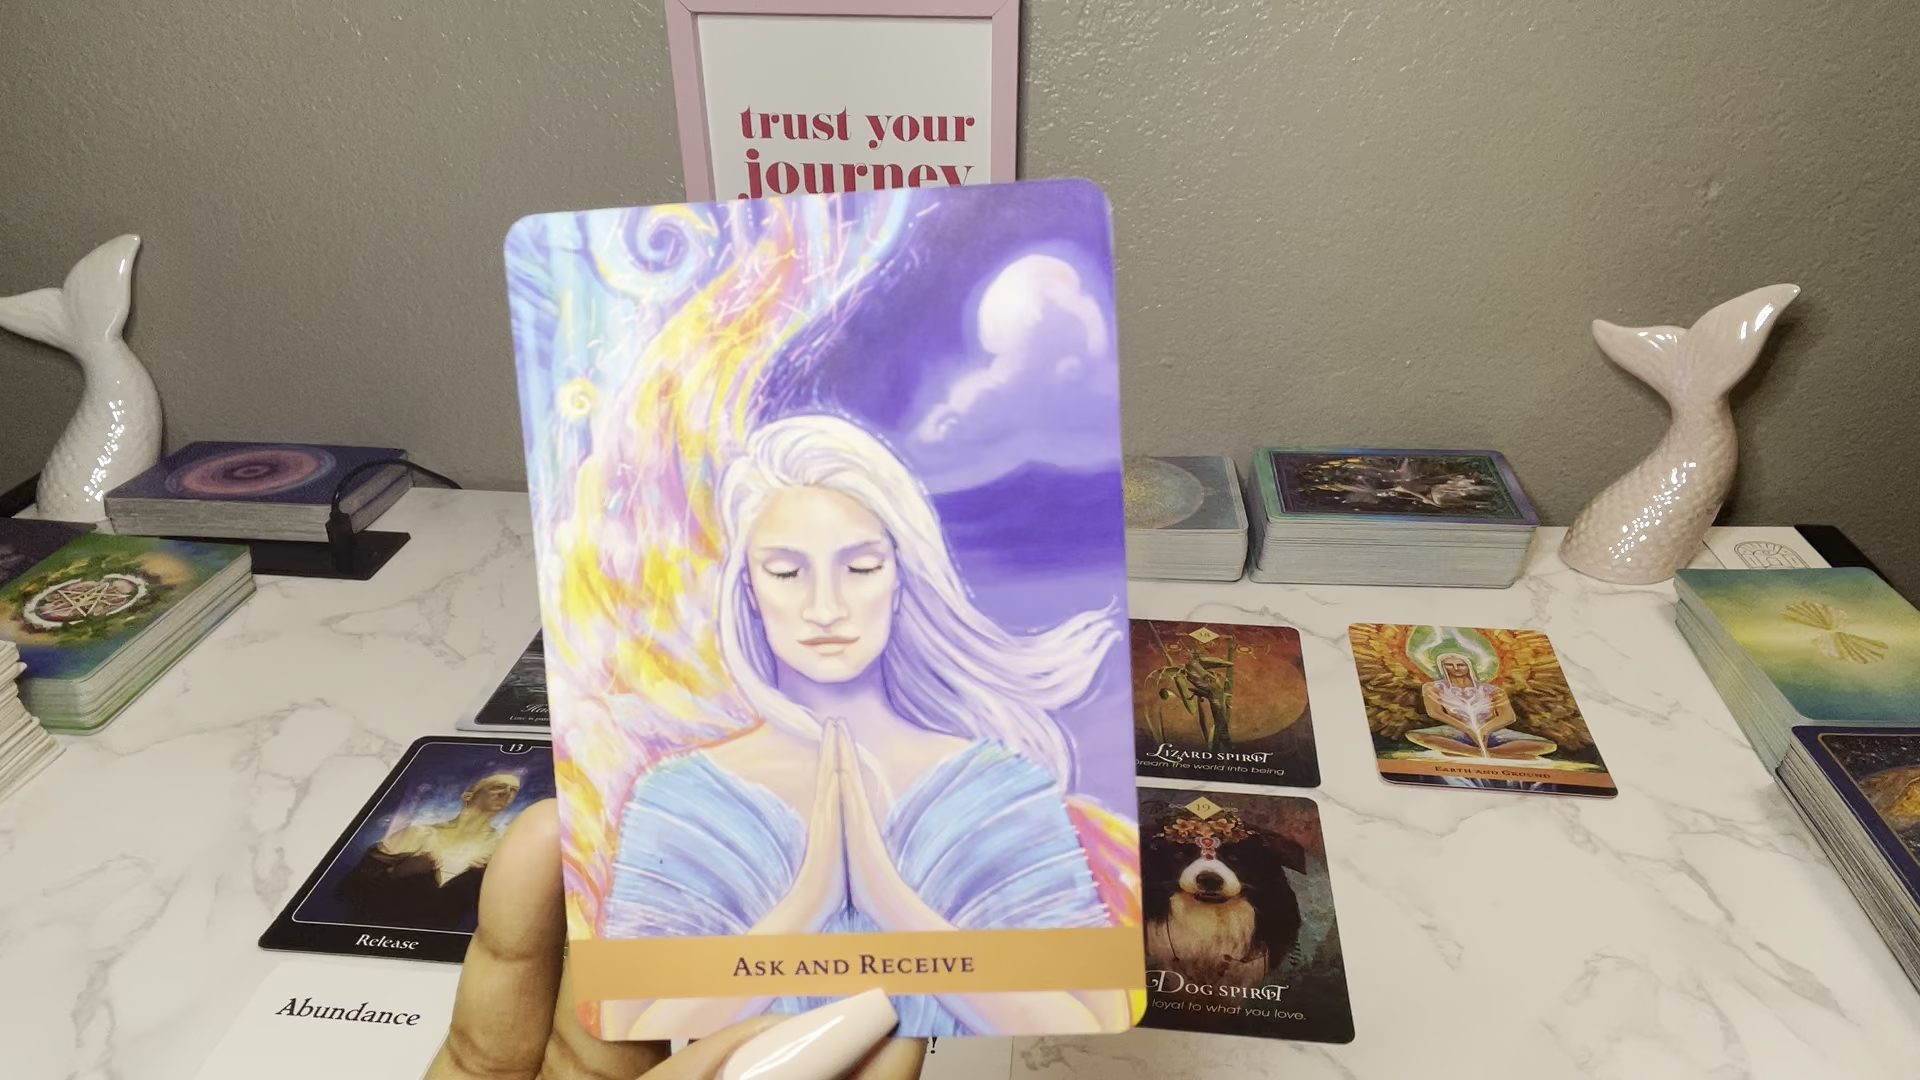 trust your
journey
ASK AND RECEIVE
13
Release
Abundance
18
LIZARD SPIRIT
Dream the world into being.
EARTH AND GROUND
19
DOG SPIRIT
loyal to what you love.